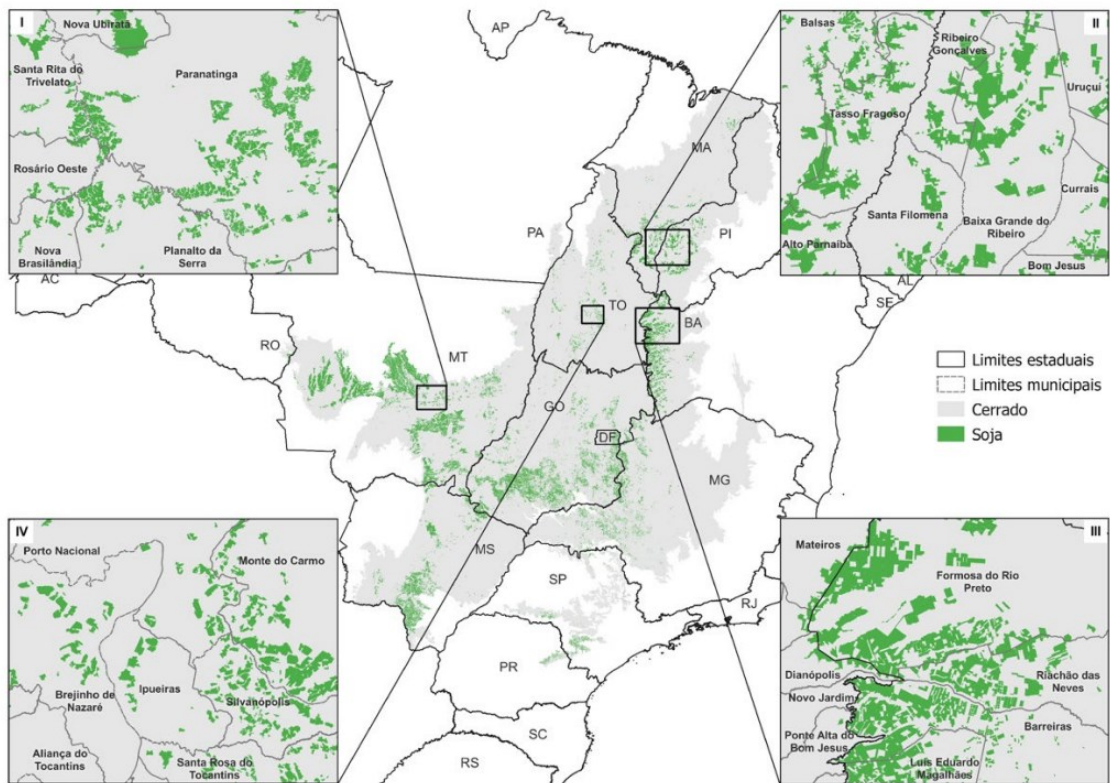 I
Nova Ubiratã
Santa Rita do
Trivelato
Paranatinga
Rosário Oeste
Nova
Brasilândia
Planalto da
Serra
II
Balsas
Ribeiro
Gonçalves
Uruçuí
Tasso Fragoso
Currais
Santa Filomena
Baixa Grande do
Ribeiro
Alto Parnaíba
Bom Jesus
AP
MA
PA
PI
AC
TO
AL
SE
BA
RO
MT
GO
DF
MG
MS
SP
RJ
PR
SC
RS
Limites estaduais
Limites municipais
Cerrado
Soja
IV
Porto Nacional
Monte do Carmo
Brejinho de
Nazaré
Ipueiras
Silvanópolis
Aliança do
Tocantins
Santa Rosa do
Tocantins
III
Mateiros
Formosa do Rio
Preto
Dianópolis
Riachão das
Neves
Novo Jardim
Barreiras
Ponte Alta do
Bom Jesus
Luís Eduardo
Magalhães